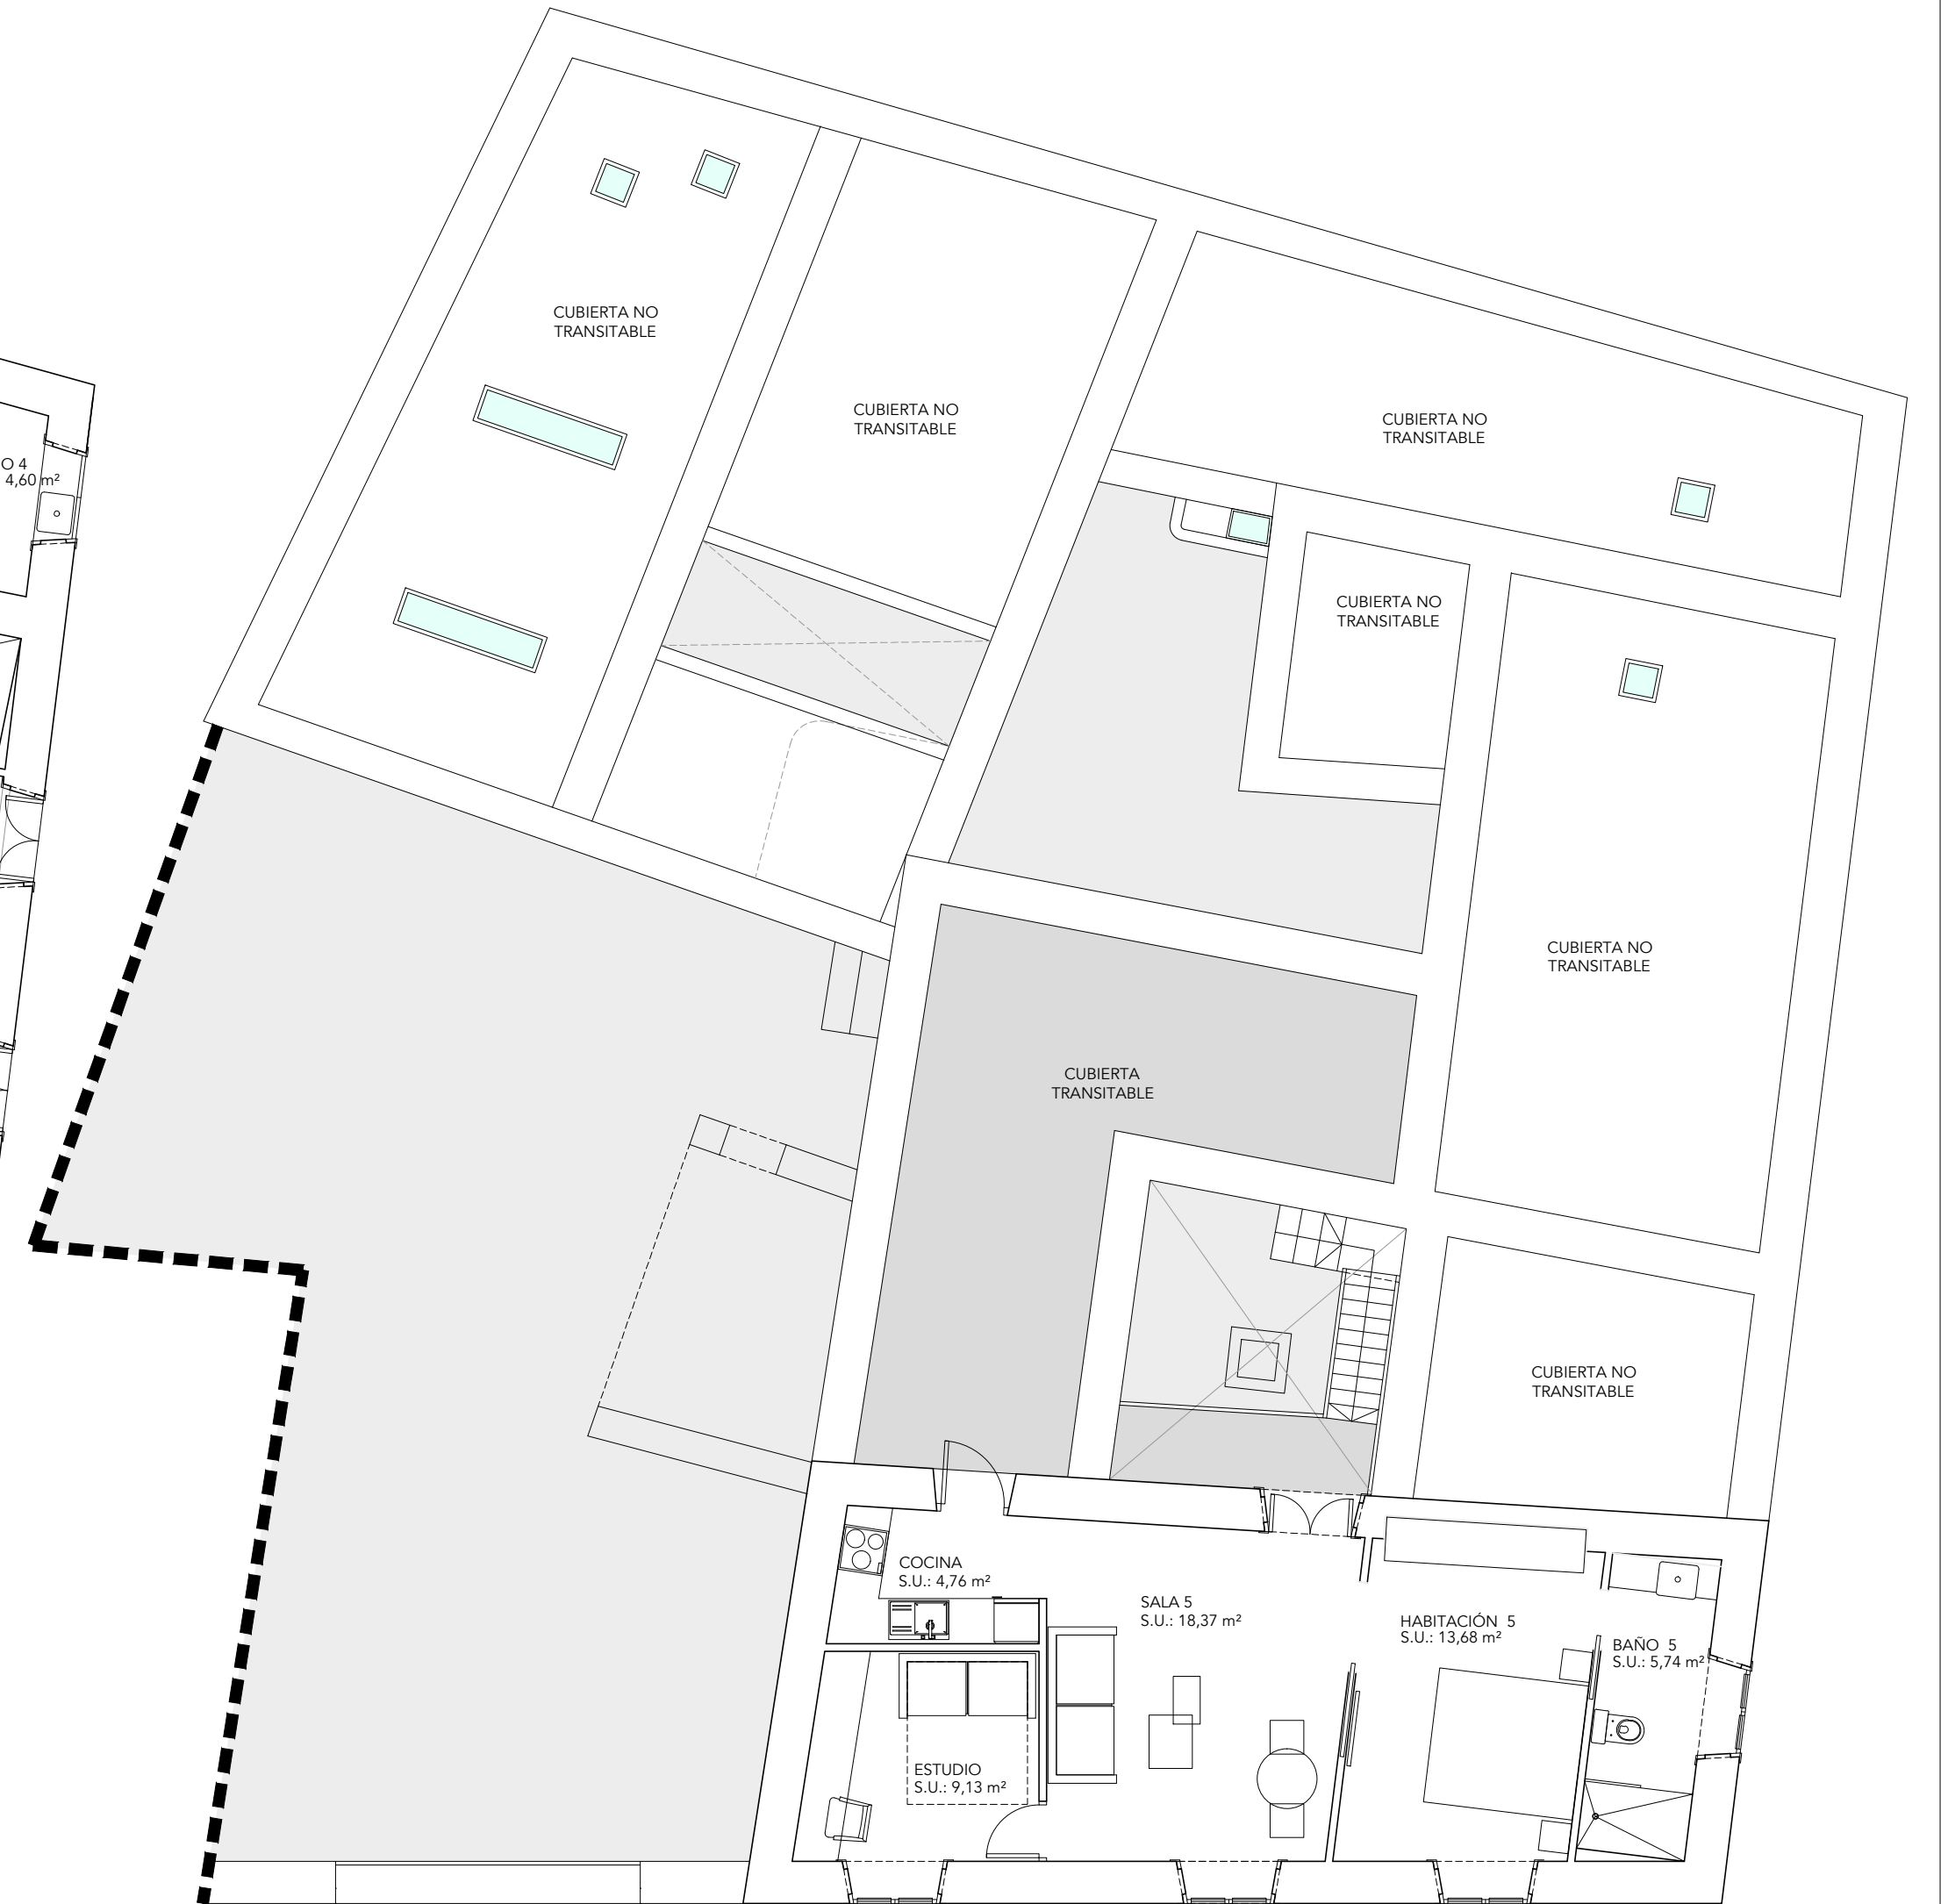 CUBIERTA NO
TRANSITABLE
CUBIERTA NO
TRANSITABLE
CUBIERTA NO
TRANSITABLE
O 4
4,60 m²
CUBIERTA NO
TRANSITABLE
CUBIERTA NO
TRANSITABLE
CUBIERTA
TRANSITABLE
CUBIERTA NO
TRANSITABLE
COCINA
S.U.: 4,76 m²
SALA 5
S.U.: 18,37 m²
HABITACIÓN 5
S.U.: 13,68 m²
BAÑO 5
S.U.: 5,74 m²
ESTUDIO
S.U.: 9,13 m²